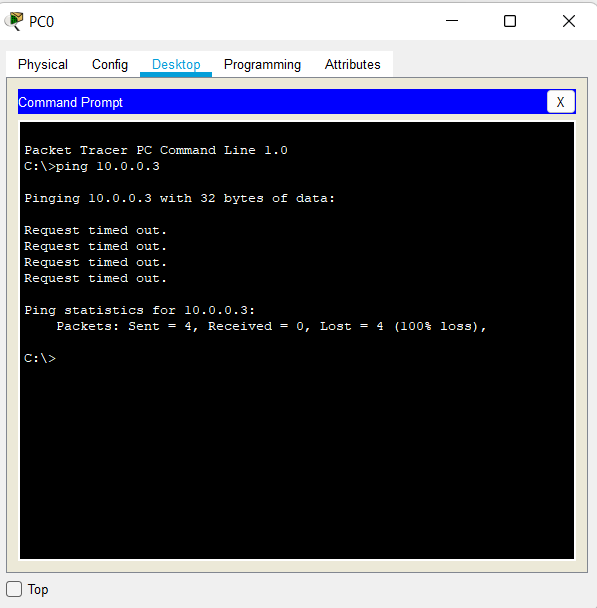 PC0
Physical Config Desktop Programming Attributes
Command Prompt X
Packet Tracer PC Command Line 1.0
C:\>ping 10.0.0.3
Pinging 10.0.0.3 with 32 bytes of data:
Request timed out.
Request timed out.
Request timed out.
Request timed out.
Ping statistics for 10.0.0.3:
    Packets: Sent = 4, Received = 0, Lost = 4 (100% loss),
C:\>
Top